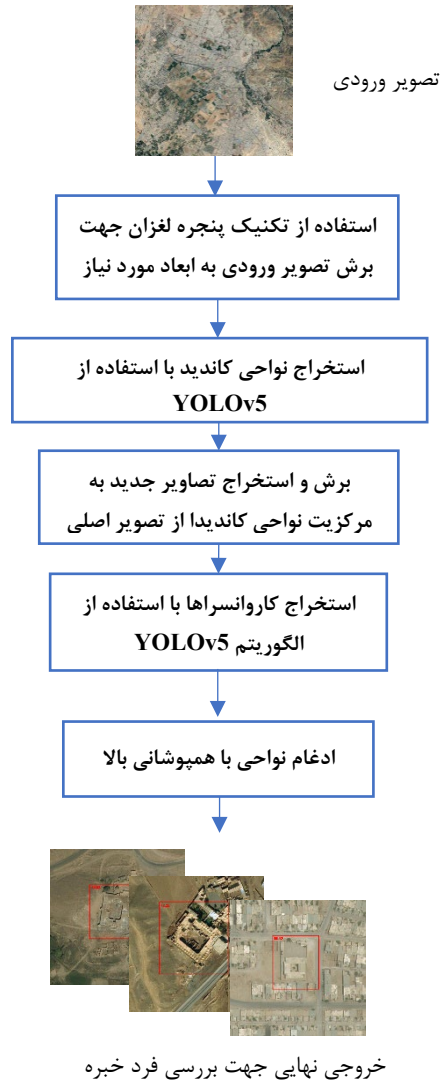 تصویر ورودی
استفاده از تکنیک پنجره لغزان جهت
برش تصویر ورودی به ابعاد مورد نیاز
استخراج نواحی کاندید با استفاده از
YOLOv5
برش و استخراج تصاویر جدید به
مرکزیت نواحی کاندیدا از تصویر اصلی
استخراج کاروانسراها با استفاده از
الگوریتم YOLOv5
ادغام نواحی با همپوشانی بالا
خروجی نهایی جهت بررسی فرد خبره